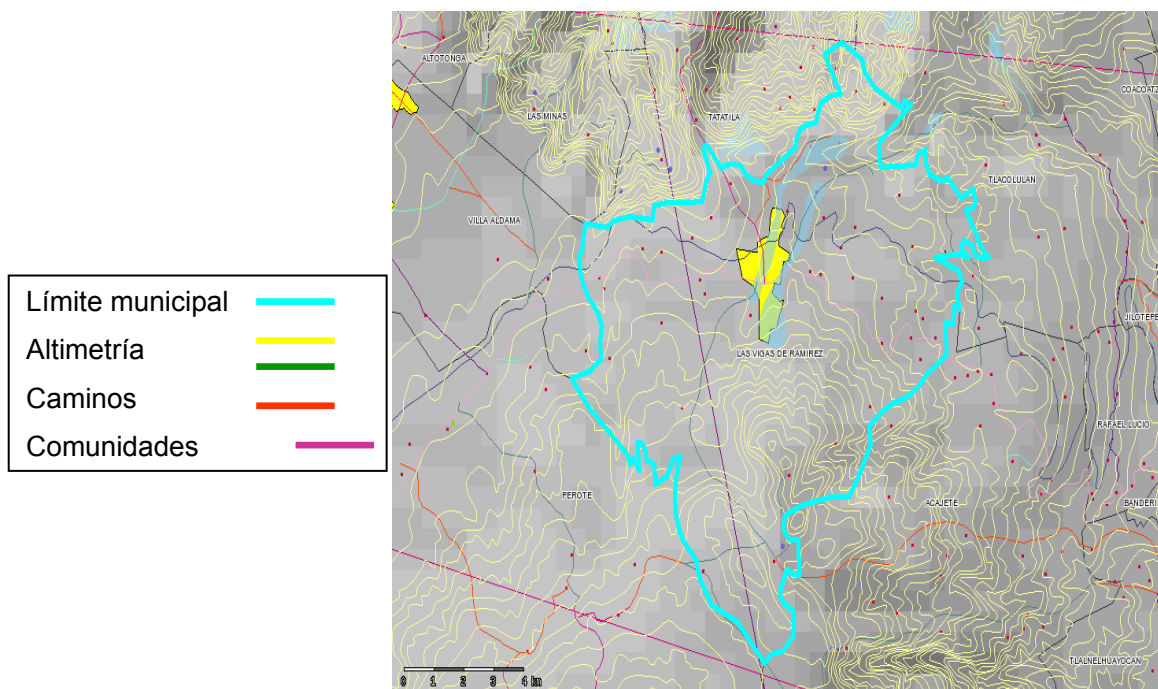 Límite municipal
Altimetría
Caminos
Comunidades
ALTOTONGA
LAS MINAS
TATATILA
COACOATZ
TLACOLULAN
VILLA ALDAMA
JILOTEPE
LAS VIGAS DE RAMIREZ
RAFAEL LUCIO
PEROTE
ACAJETE
BANDERI
TLALNELHUAYOCAN
0 1 2 3 4 km